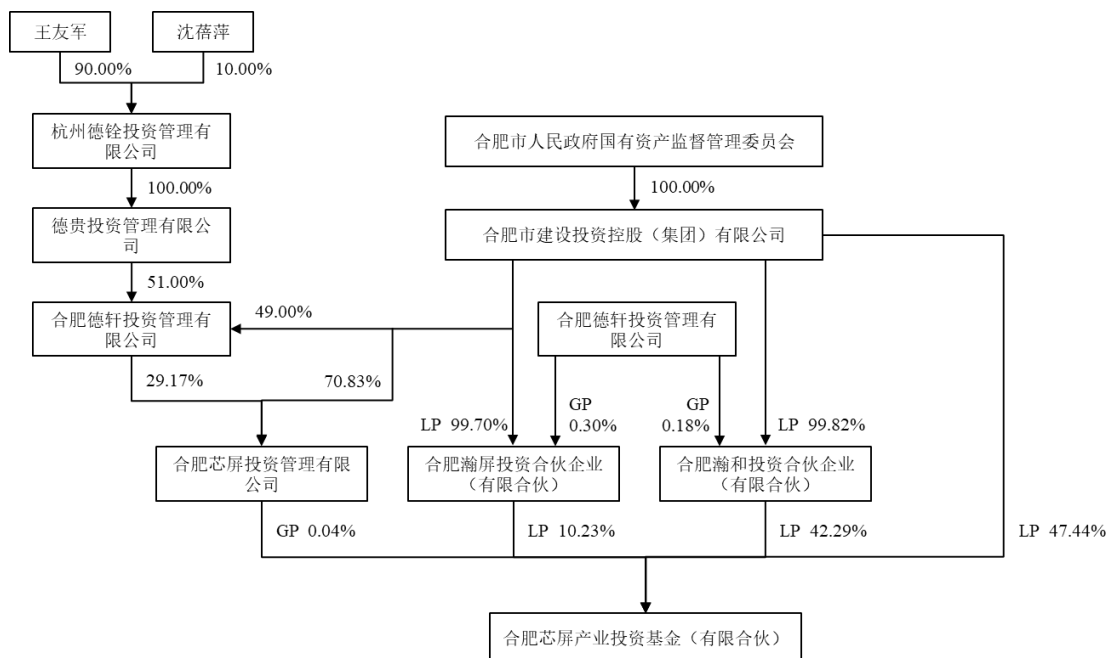 王友军
沈蓓萍
90.00%
10.00%
杭州德铨投资管理有
限公司
合肥市人民政府国有资产监督管理委员会
100.00%
100.00%
德贵投资管理有限公
司
合肥市建设投资控股（集团）有限公司
51.00%
49.00%
合肥德轩投资管理有
限公司
合肥德轩投资管理有
限公司
29.17%
70.83%
LP 99.70%
GP
0.30%
GP
0.18%
LP 99.82%
合肥芯屏投资管理有限
公司
合肥瀚屏投资合伙企业
（有限合伙）
合肥瀚和投资合伙企业
（有限合伙）
GP 0.04%
LP 10.23%
LP 42.29%
LP 47.44%
合肥芯屏产业投资基金（有限合伙）